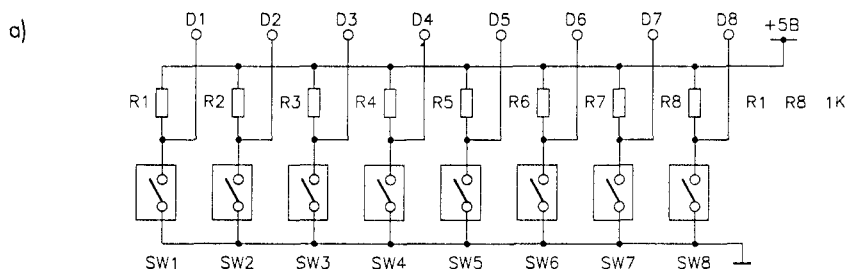 a)
D1 D2 D3 D4 D5 D6 D7 D8
+5В
R1 R2 R3 R4 R5 R6 R7 R8 R1 R8 1K
SW1 SW2 SW3 SW4 SW5 SW6 SW7 SW8